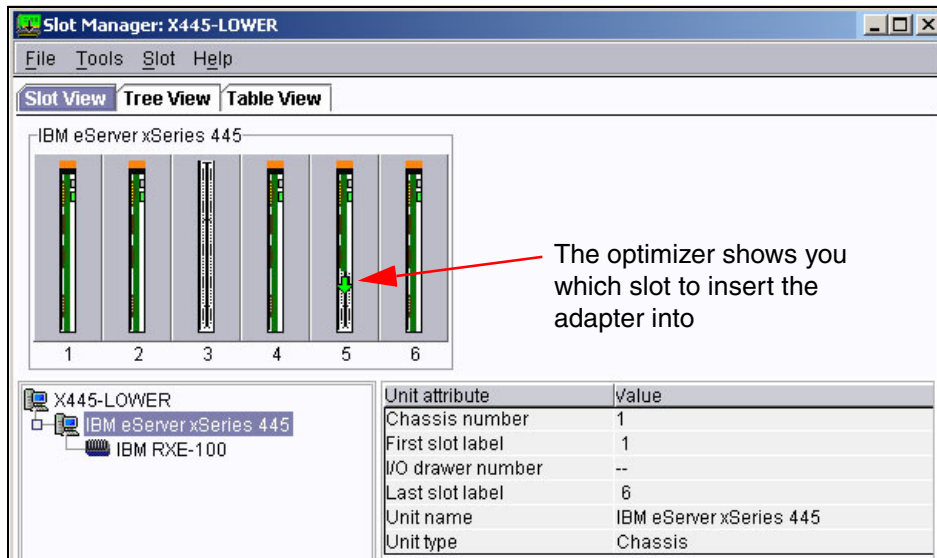 Slot Manager: X445-LOWER
File Tools Slot Help
Slot View Tree View Table View
IBM eServer xSeries 445
The optimizer shows you
which slot to insert the
adapter into
1 2 3 4 5 6
X445-LOWER
IBM eServer xSeries 445
IBM RXE-100
Unit attribute Value
Chassis number 1
First slot label 1
I/O drawer number --
Last slot label 6
Unit name IBM eServer xSeries 445
Unit type Chassis